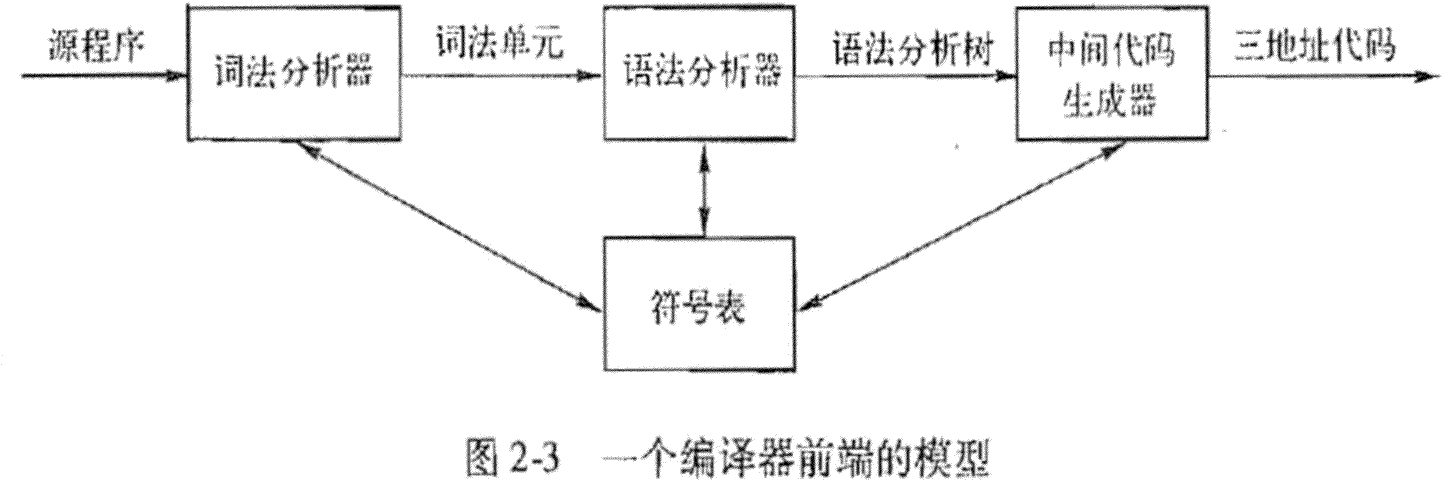 源程序
词法分析器
词法单元
语法分析器
语法分析树
中间代码
生成器
三地址代码
符号表
图 2-3 一个编译器前端的模型